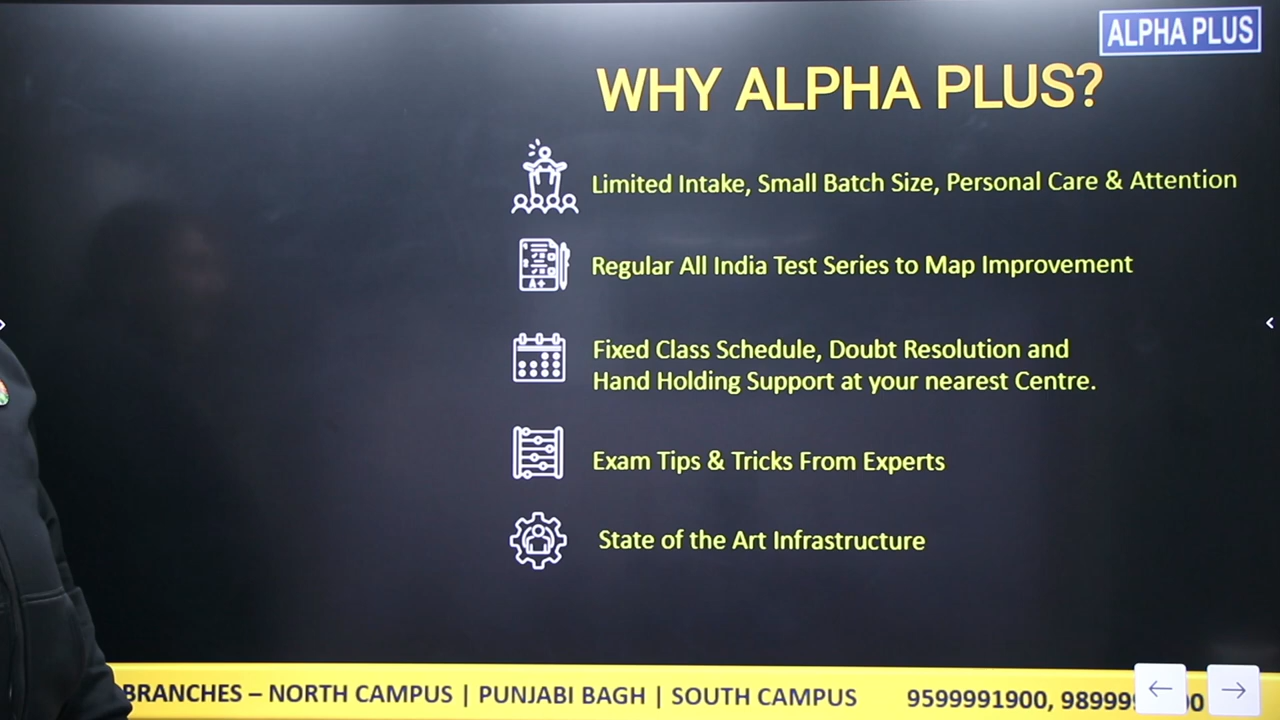 ALPHA PLUS
WHY ALPHA PLUS?
Limited Intake, Small Batch Size, Personal Care & Attention
Regular All India Test Series to Map Improvement
A+
Fixed Class Schedule, Doubt Resolution and
Hand Holding Support at your nearest Centre.
Exam Tips & Tricks From Experts
State of the Art Infrastructure
BRANCHES – NORTH CAMPUS | PUNJABI BAGH | SOUTH CAMPUS 9599991900,